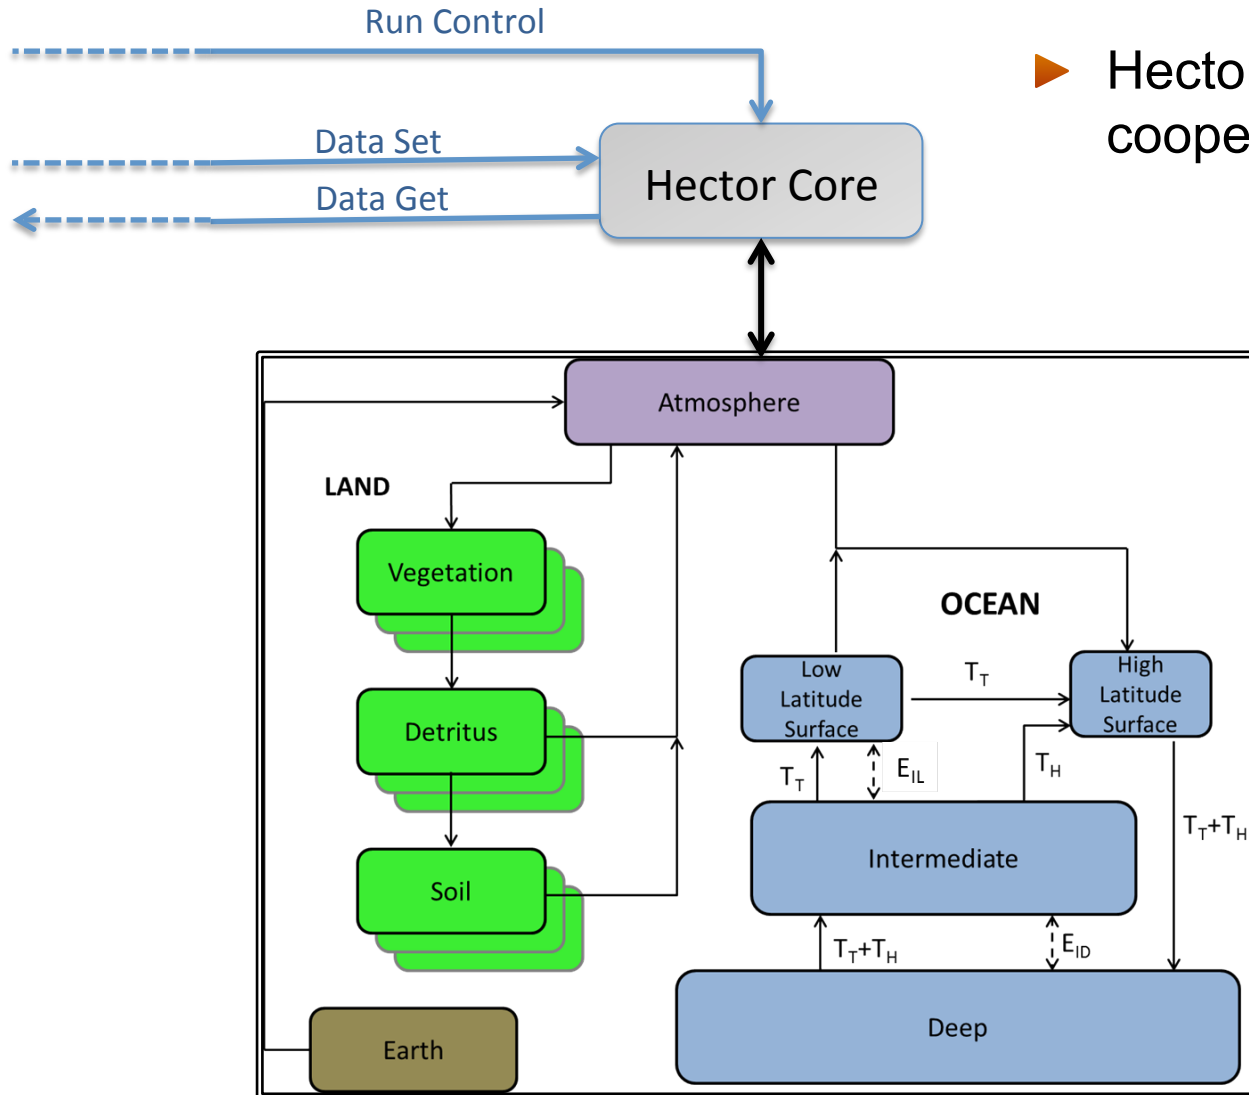 Run Control
Hecto
coope
Data Set
Data Get
Hector Core
Atmosphere
LAND
Vegetation
OCEAN
Low
Latitude
Surface
T_T
High
Latitude
Surface
Detritus
T_T
E_IL
T_H
T_T+T_H
Intermediate
Soil
T_T+T_H
E_ID
Deep
Earth